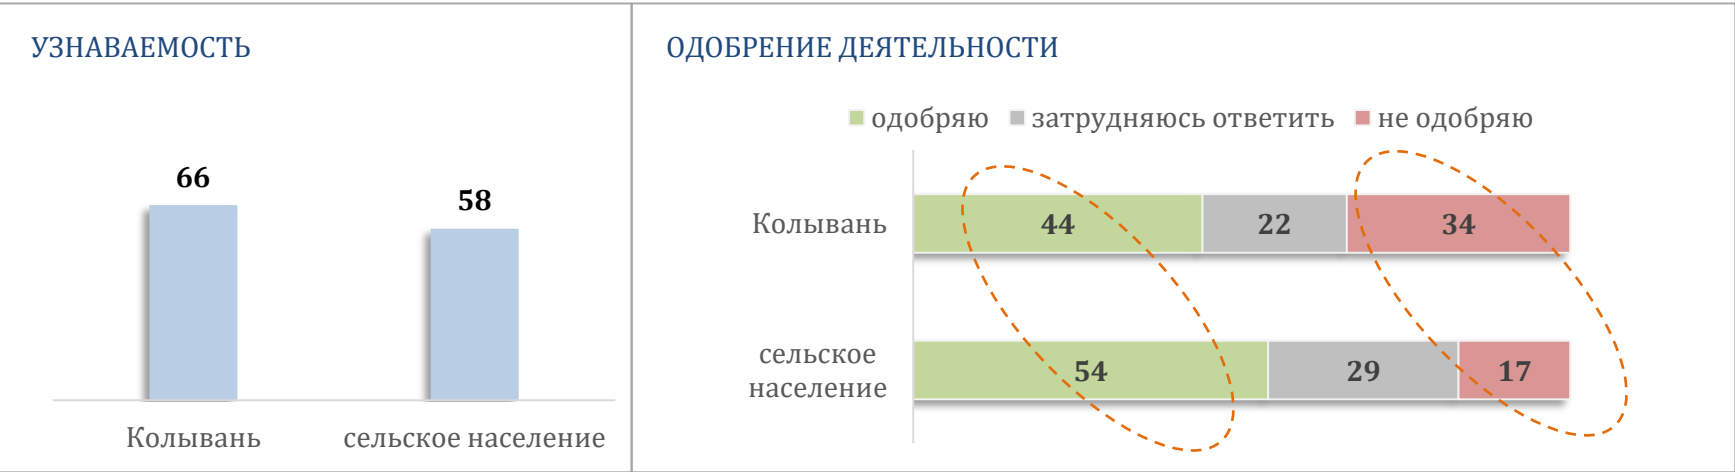 УЗНАВАЕМОСТЬ
66
58
Колывань
сельское население
ОДОБРЕНИЕ ДЕЯТЕЛЬНОСТИ
одобряю затрудняюсь ответить не одобряю
Колывань 44 22 34
сельское
население
54 29 17